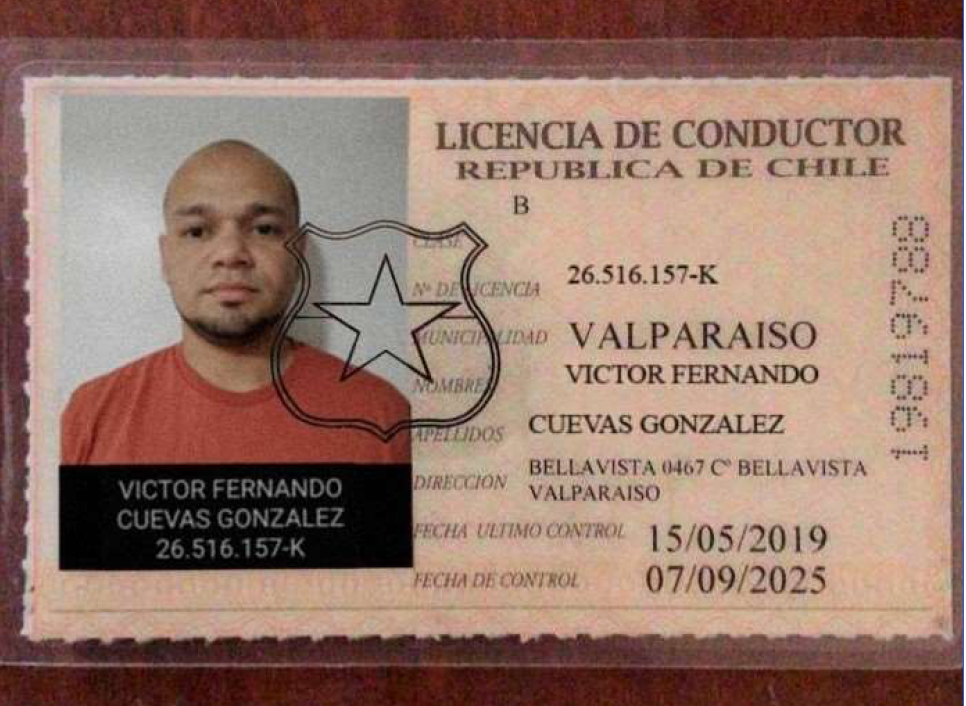 LICENCIA DE CONDUCTOR
REPUBLICA DE CHILE
B
CLASE
Nº DE LICENCIA 26.516.157-K
MUNICIPALIDAD VALPARAISO
NOMBRES VICTOR FERNANDO
APELLIDOS CUEVAS GONZALEZ
DIRECCION BELLAVISTA 0467 Cº BELLAVISTA
VALPARAISO
FECHA ULTIMO CONTROL 15/05/2019
FECHA DE CONTROL 07/09/2025
VICTOR FERNANDO
CUEVAS GONZALEZ
26.516.157-K
19819788